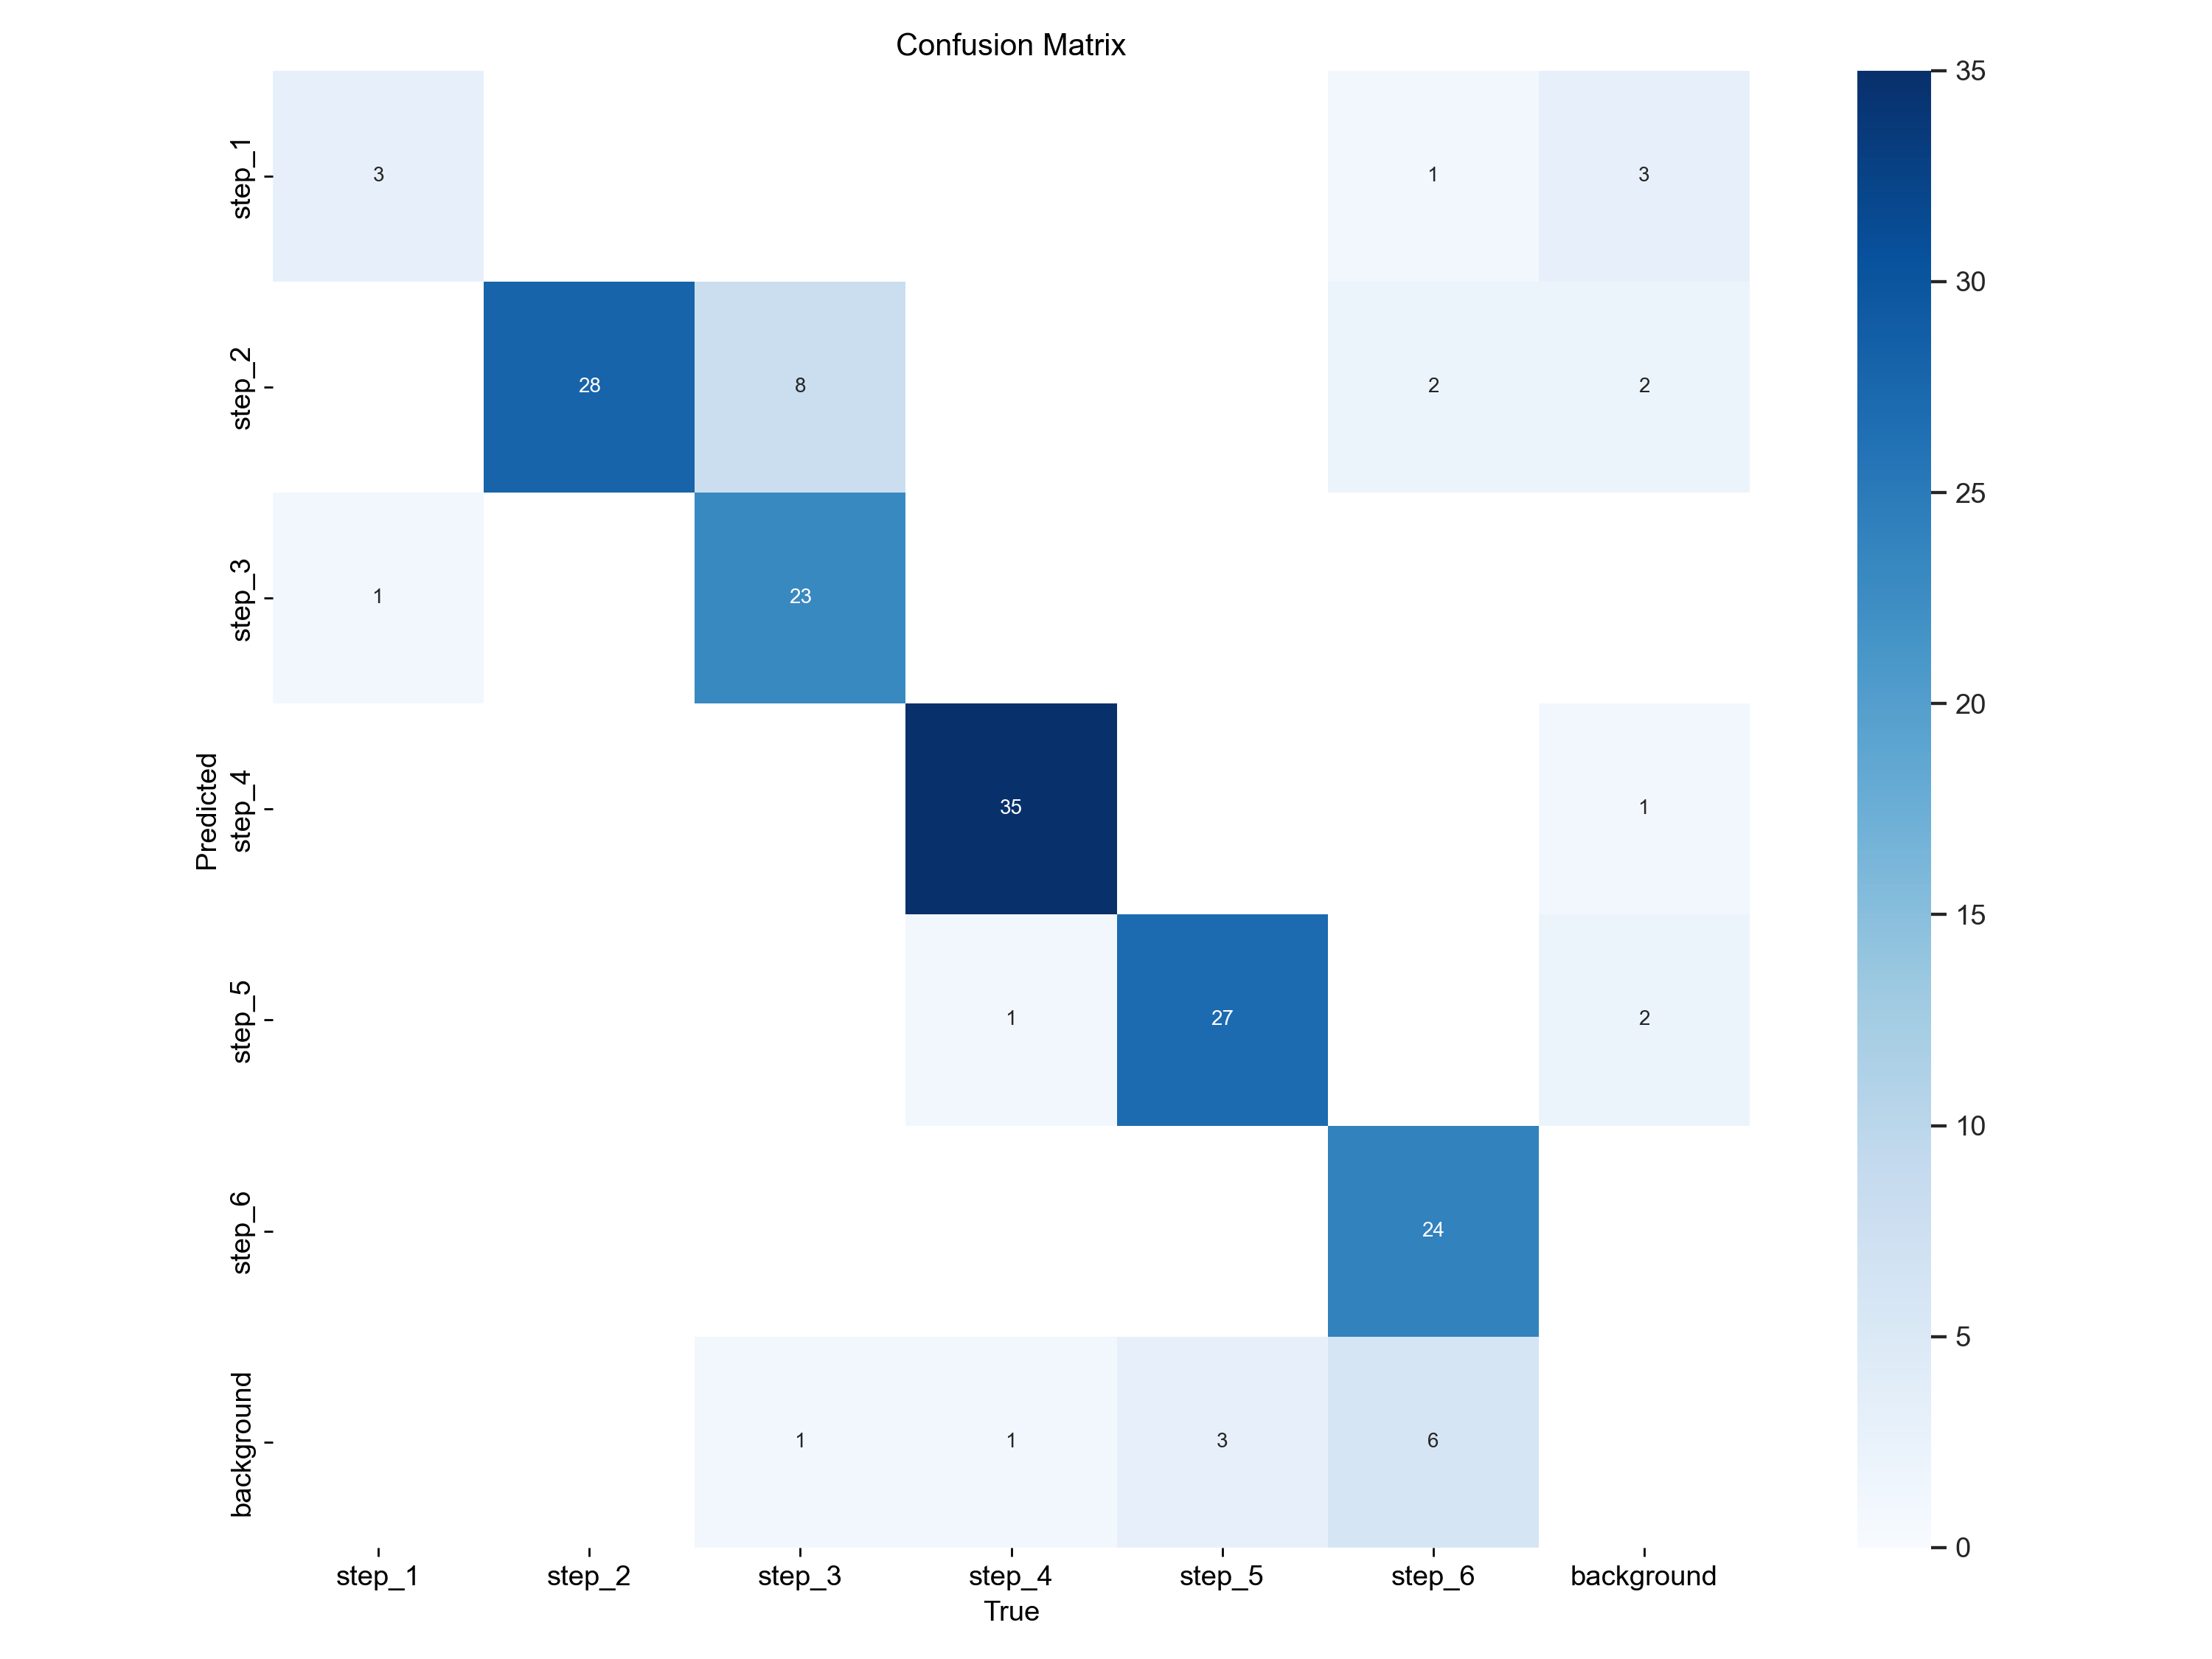 Confusion Matrix
step_1
3
1
3
step_2
28
8
2
2
step_3
1
23
Predicted
step_4
35
1
step_5
1
27
2
step_6
24
background
1
1
3
6
step_1 step_2 step_3 step_4 step_5 step_6 background
True
35
30
25
20
15
10
5
0